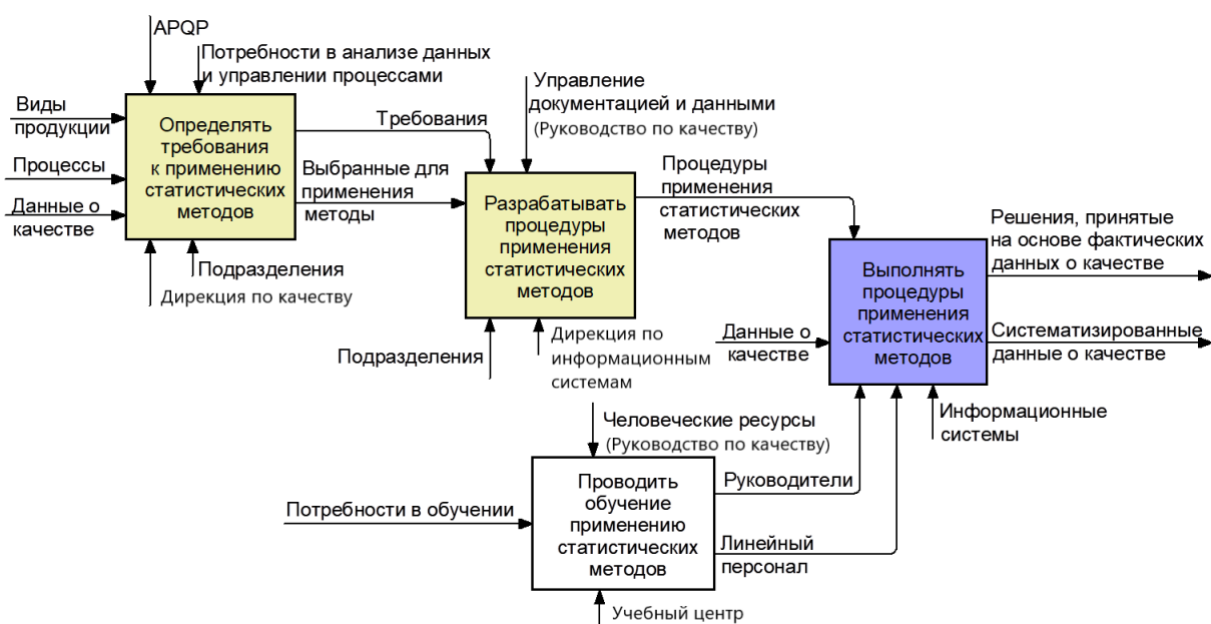 APQP
Потребности в анализе данных
и управлении процессами
Виды
продукции
Процессы
Данные о
качестве
Определять
требования
к применению
статистических
методов
Подразделения
Дирекция по качеству
Требования
Выбранные для
применения
методы
Управление
документацией и данными
(Руководство по качеству)
Разрабатывать
процедуры
применения
статистических
методов
Подразделения
Дирекция по
информационным
системам
Процедуры
применения
статистических
методов
Данные о
качестве
Выполнять
процедуры
применения
статистических
методов
Решения, принятые
на основе фактических
данных о качестве
Систематизированные
данные о качестве
Информационные
системы
Человеческие ресурсы
(Руководство по качеству)
Потребности в обучении
Проводить
обучение
применению
статистических
методов
Руководители
Линейный
персонал
Учебный центр